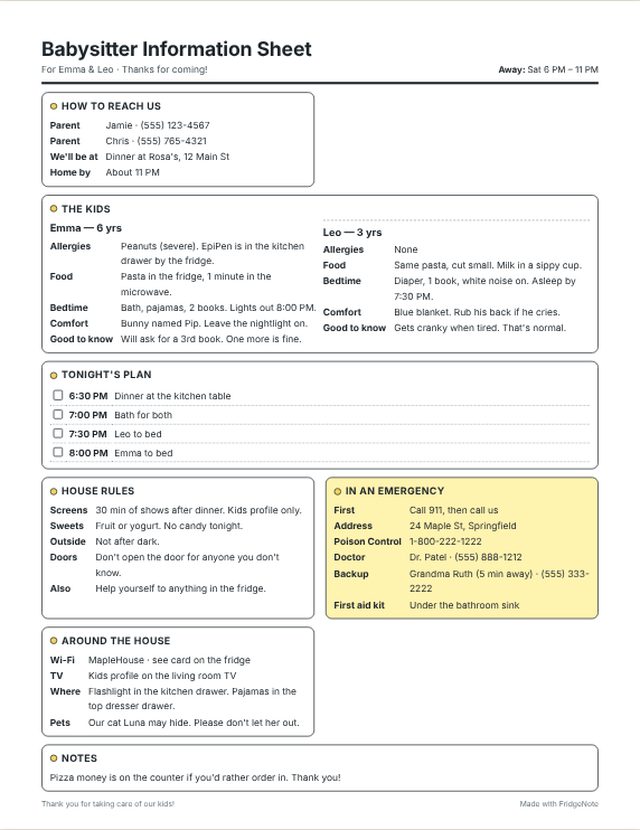 Babysitter Information Sheet
For Emma & Leo · Thanks for coming!
Away: Sat 6 PM – 11 PM
HOW TO REACH US
Parent Jamie · (555) 123-4567
Parent Chris · (555) 765-4321
We'll be at Dinner at Rosa's, 12 Main St
Home by About 11 PM
THE KIDS
Emma — 6 yrs
Allergies Peanuts (severe). EpiPen is in the kitchen
drawer by the fridge.
Food Pasta in the fridge, 1 minute in the
microwave.
Bedtime Bath, pajamas, 2 books. Lights out 8:00 PM.
Comfort Bunny named Pip. Leave the nightlight on.
Good to know Will ask for a 3rd book. One more is fine.
Leo — 3 yrs
Allergies None
Food Same pasta, cut small. Milk in a sippy cup.
Bedtime Diaper, 1 book, white noise on. Asleep by
7:30 PM.
Comfort Blue blanket. Rub his back if he cries.
Good to know Gets cranky when tired. That's normal.
TONIGHT'S PLAN
6:30 PM Dinner at the kitchen table
7:00 PM Bath for both
7:30 PM Leo to bed
8:00 PM Emma to bed
HOUSE RULES
Screens 30 min of shows after dinner. Kids profile only.
Sweets Fruit or yogurt. No candy tonight.
Outside Not after dark.
Doors Don't open the door for anyone you don't
know.
Also Help yourself to anything in the fridge.
IN AN EMERGENCY
First Call 911, then call us
Address 24 Maple St, Springfield
Poison Control 1-800-222-1222
Doctor Dr. Patel · (555) 888-1212
Backup Grandma Ruth (5 min away) · (555) 333-
2222
First aid kit Under the bathroom sink
AROUND THE HOUSE
Wi-Fi MapleHouse · see card on the fridge
TV Kids profile on the living room TV
Where Flashlight in the kitchen drawer. Pajamas in the
top dresser drawer.
Pets Our cat Luna may hide. Please don't let her out.
NOTES
Pizza money is on the counter if you'd rather order in. Thank you!
Thank you for taking care of our kids!
Made with FridgeNote